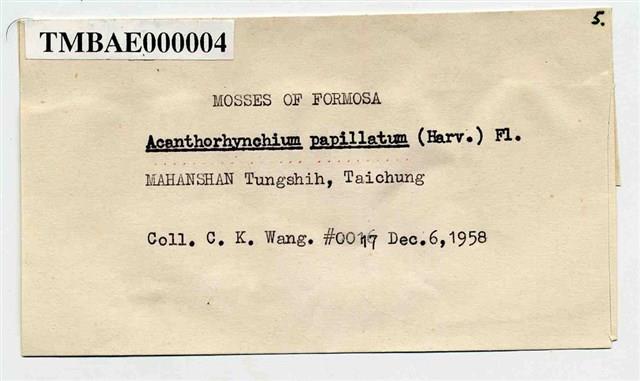 5.
TMBAE000004
MOSSES OF FORMOSA
Acanthorhynchium papillatum (Harv.) Fl.
MAHANSHAN Tungshih, Taichung
Coll. C. K. Wang. Dec.6,1958